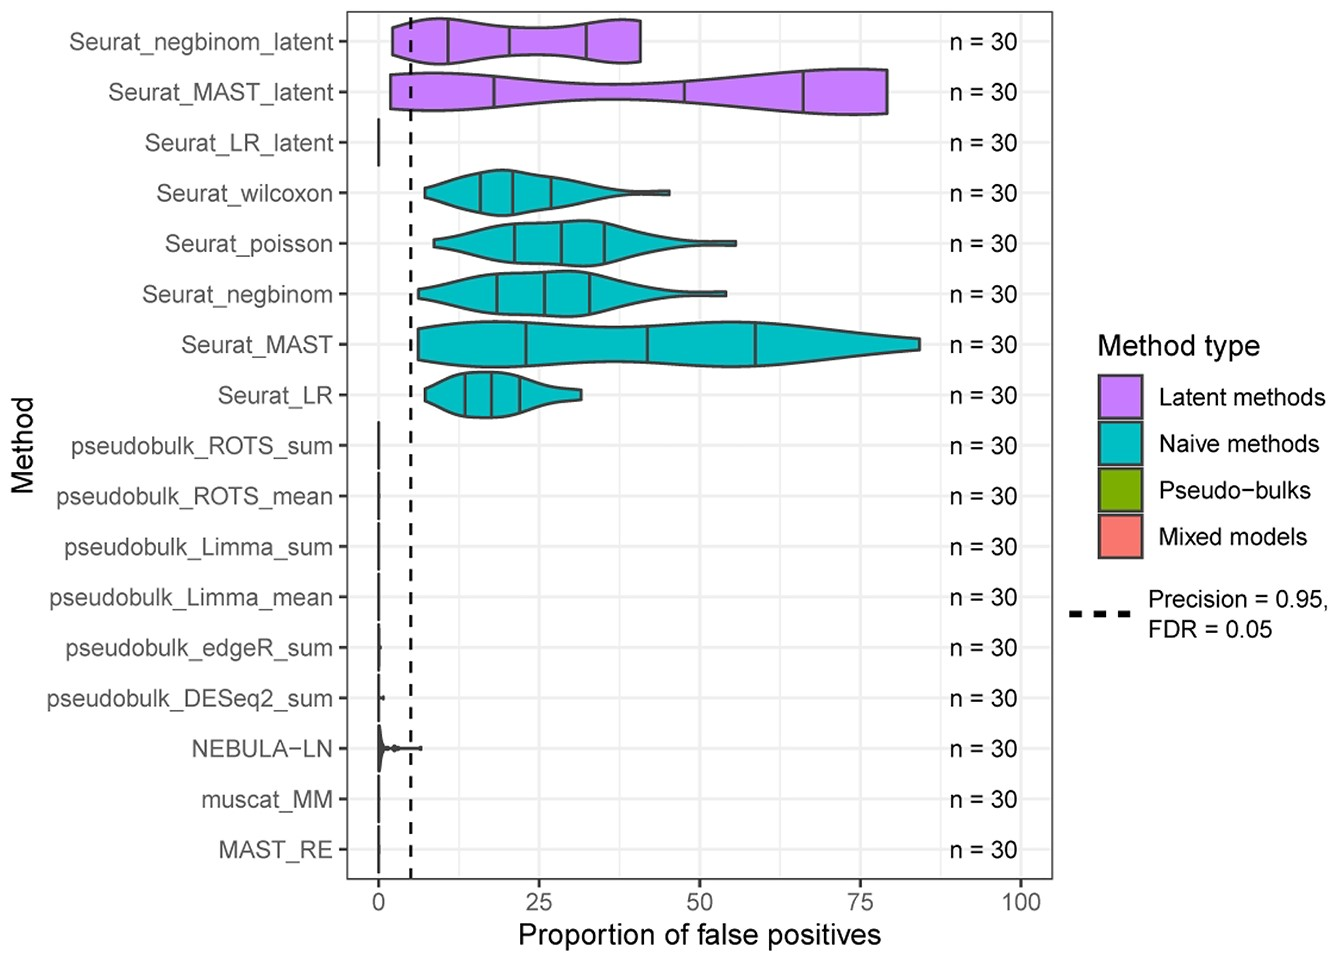 Seurat_negbinom_latent n = 30
Seurat_MAST_latent n = 30
Seurat_LR_latent n = 30
Seurat_wilcoxon n = 30
Seurat_poisson n = 30
Seurat_negbinom n = 30
Seurat_MAST n = 30
Seurat_LR n = 30
pseudobulk_ROTS_sum n = 30
pseudobulk_ROTS_mean n = 30
pseudobulk_Limma_sum n = 30
pseudobulk_Limma_mean n = 30
pseudobulk_edgeR_sum n = 30
pseudobulk_DESeq2_sum n = 30
NEBULA−LN n = 30
muscat_MM n = 30
MAST_RE n = 30
Method
0 25 50 75 100
Proportion of false positives
Method type
Latent methods
Naive methods
Pseudo−bulks
Mixed models
Precision = 0.95,
FDR = 0.05